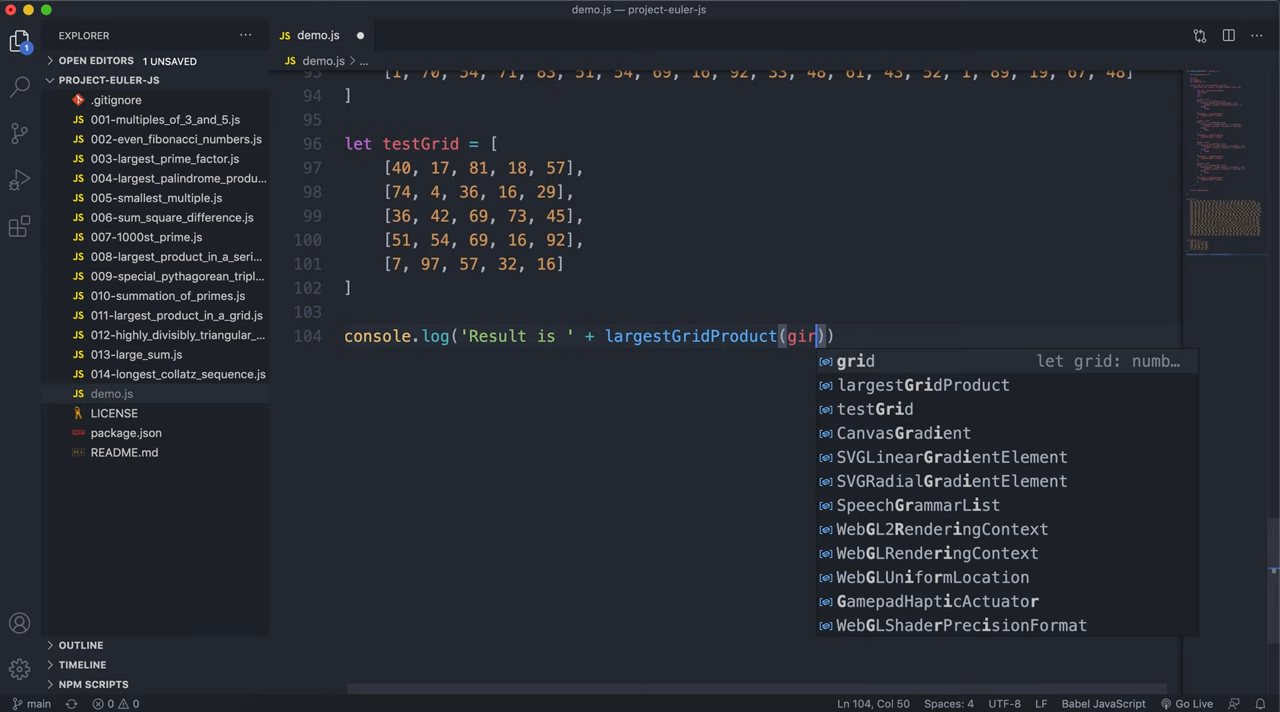 demo.js — project-euler-js
EXPLORER
JS demo.js
1
OPEN EDITORS 1 UNSAVED
JS demo.js > ...
PROJECT-EULER-JS
.gitignore
JS 001-multiples_of_3_and_5.js
JS 002-even_fibonacci_numbers.js
JS 003-largest_prime_factor.js
JS 004-largest_palindrome_produ...
JS 005-smallest_multiple.js
JS 006-sum_square_difference.js
JS 007-1000st_prime.js
JS 008-largest_product_in_a_seri...
JS 009-special_pythagorean_tripl...
JS 010-summation_of_primes.js
JS 011-largest_product_in_a_grid.js
JS 012-highly_divisibly_triangular_...
JS 013-large_sum.js
JS 014-longest_collatz_sequence.js
JS demo.js
LICENSE
package.json
README.md
OUTLINE
TIMELINE
NPM SCRIPTS
93 [1, 70, 54, 71, 83, 51, 54, 69, 16, 92, 33, 48, 61, 43, 52, 1, 89, 19, 67, 48]
94 ]
95
96 let testGrid = [
97 [40, 17, 81, 18, 57],
98 [74, 4, 36, 16, 29],
99 [36, 42, 69, 73, 45],
100 [51, 54, 69, 16, 92],
101 [7, 97, 57, 32, 16]
102 ]
103
104 console.log('Result is ' + largestGridProduct(gir))
grid let grid: numb...
largestGridProduct
testGrid
CanvasGradient
SVGLinearGradientElement
SVGRadialGradientElement
SpeechGrammarList
WebGL2RenderingContext
WebGLRenderingContext
WebGLUniformLocation
GamepadHapticActuator
WebGLShaderPrecisionFormat
main 0 0 Ln 104, Col 50 Spaces: 4 UTF-8 LF Babel JavaScript Go Live